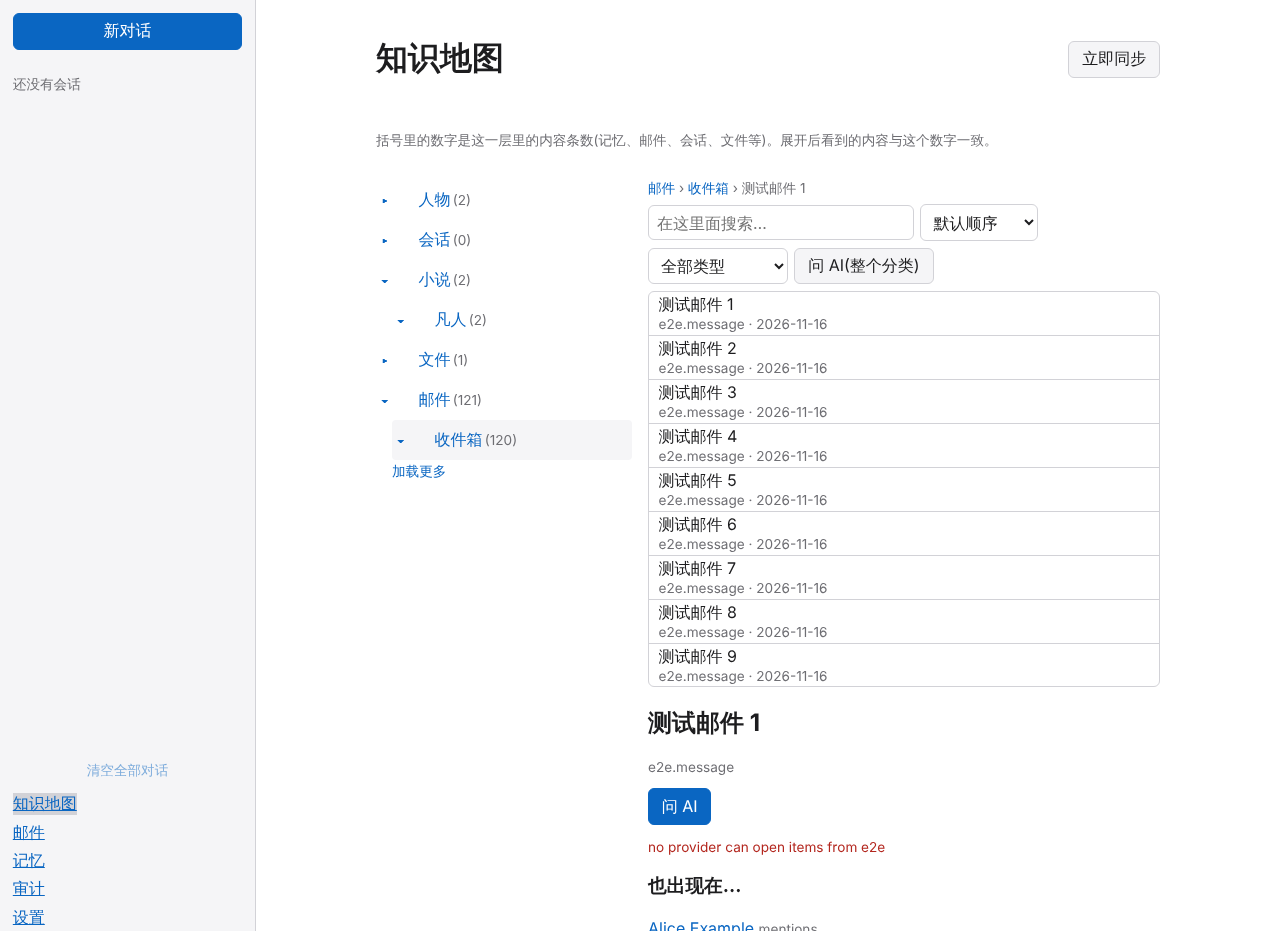 新对话
还没有会话
清空全部对话
知识地图
邮件
记忆
审计
设置
知识地图
立即同步
括号里的数字是这一层里的内容条数(记忆、邮件、会话、文件等)。展开后看到的内容与这个数字一致。
人物 (2)
会话 (0)
小说 (2)
凡人 (2)
文件 (1)
邮件 (121)
收件箱 (120)
加载更多
邮件 › 收件箱 › 测试邮件 1
在这里面搜索... 默认顺序
全部类型 问 AI(整个分类)
测试邮件 1
e2e.message · 2026-11-16
测试邮件 2
e2e.message · 2026-11-16
测试邮件 3
e2e.message · 2026-11-16
测试邮件 4
e2e.message · 2026-11-16
测试邮件 5
e2e.message · 2026-11-16
测试邮件 6
e2e.message · 2026-11-16
测试邮件 7
e2e.message · 2026-11-16
测试邮件 8
e2e.message · 2026-11-16
测试邮件 9
e2e.message · 2026-11-16
测试邮件 1
e2e.message
问 AI
no provider can open items from e2e
也出现在...
Alice Example mentions